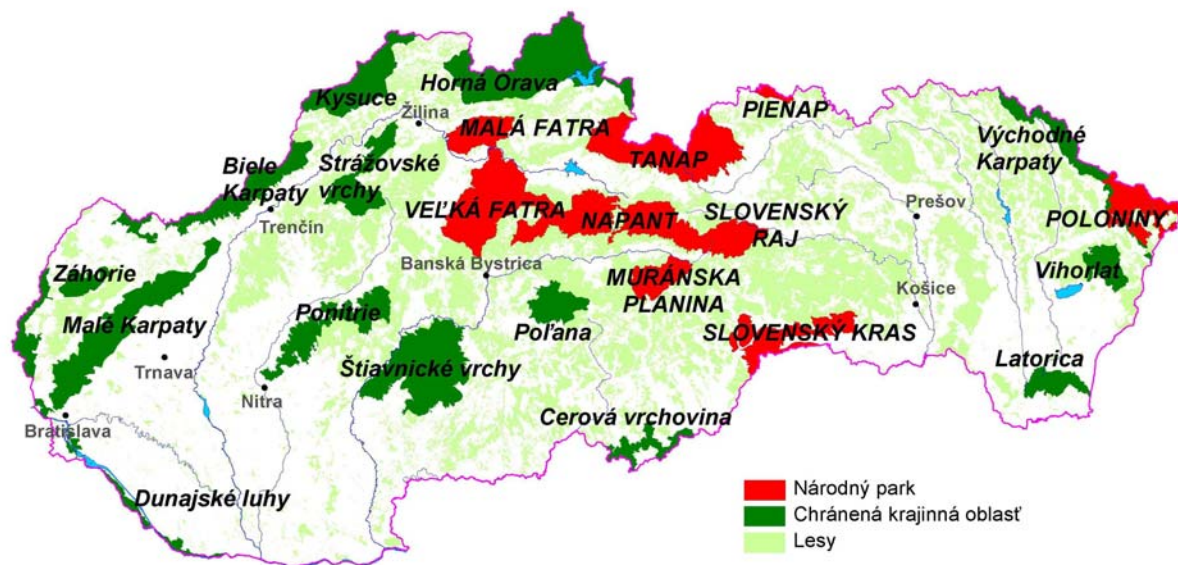 Horná Orava
Kysuce
Žilina
PIENAP
MALÁ FATRA
Východné
Karpaty
TANAP
Strážovské
vrchy
Biele
Karpaty
Trenčín
VEĽKÁ FATRA
NAPANT
SLOVENSKÝ
RAJ
Prešov
POLONINY
Banská Bystrica
Záhorie
MURÁNSKA
PLANINA
Vihorlat
Košice
Malé Karpaty
Ponitrie
Poľana
SLOVENSKÝ KRAS
Trnava
Štiavnické vrchy
Latorica
Nitra
Cerová vrchovina
Bratislava
Dunajské luhy
Národný park
Chránená krajinná oblasť
Lesy